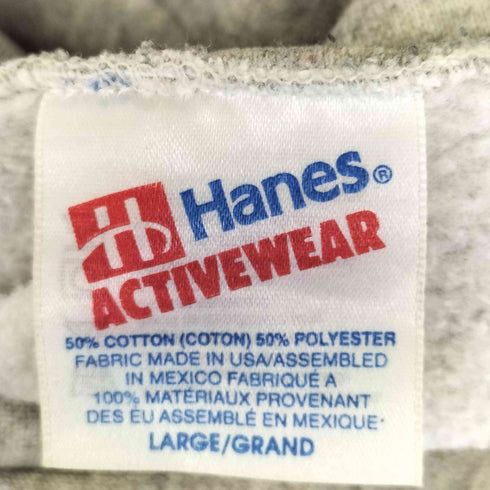 H Hanes®
ACTIVEWEAR
50% COTTON (COTON) 50% POLYESTER
FABRIC MADE IN USA/ASSEMBLED
IN MEXICO FABRIQUÉ A
100% MATÉRIAUX PROVENANT
DES ÉU ASSEMBLÉ EN MEXIQUE·
LARGE/GRAND